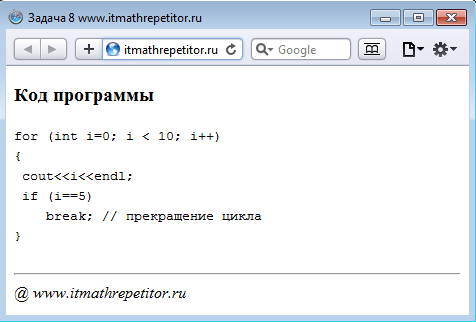 Задача 8 www.itmathrepetitor.ru
itmathrepetitor.ru
Google
Код программы
for (int i=0; i < 10; i++)
{
 cout<<i<<endl;
 if (i==5)
    break; // прекращение цикла
}
@ www.itmathrepetitor.ru